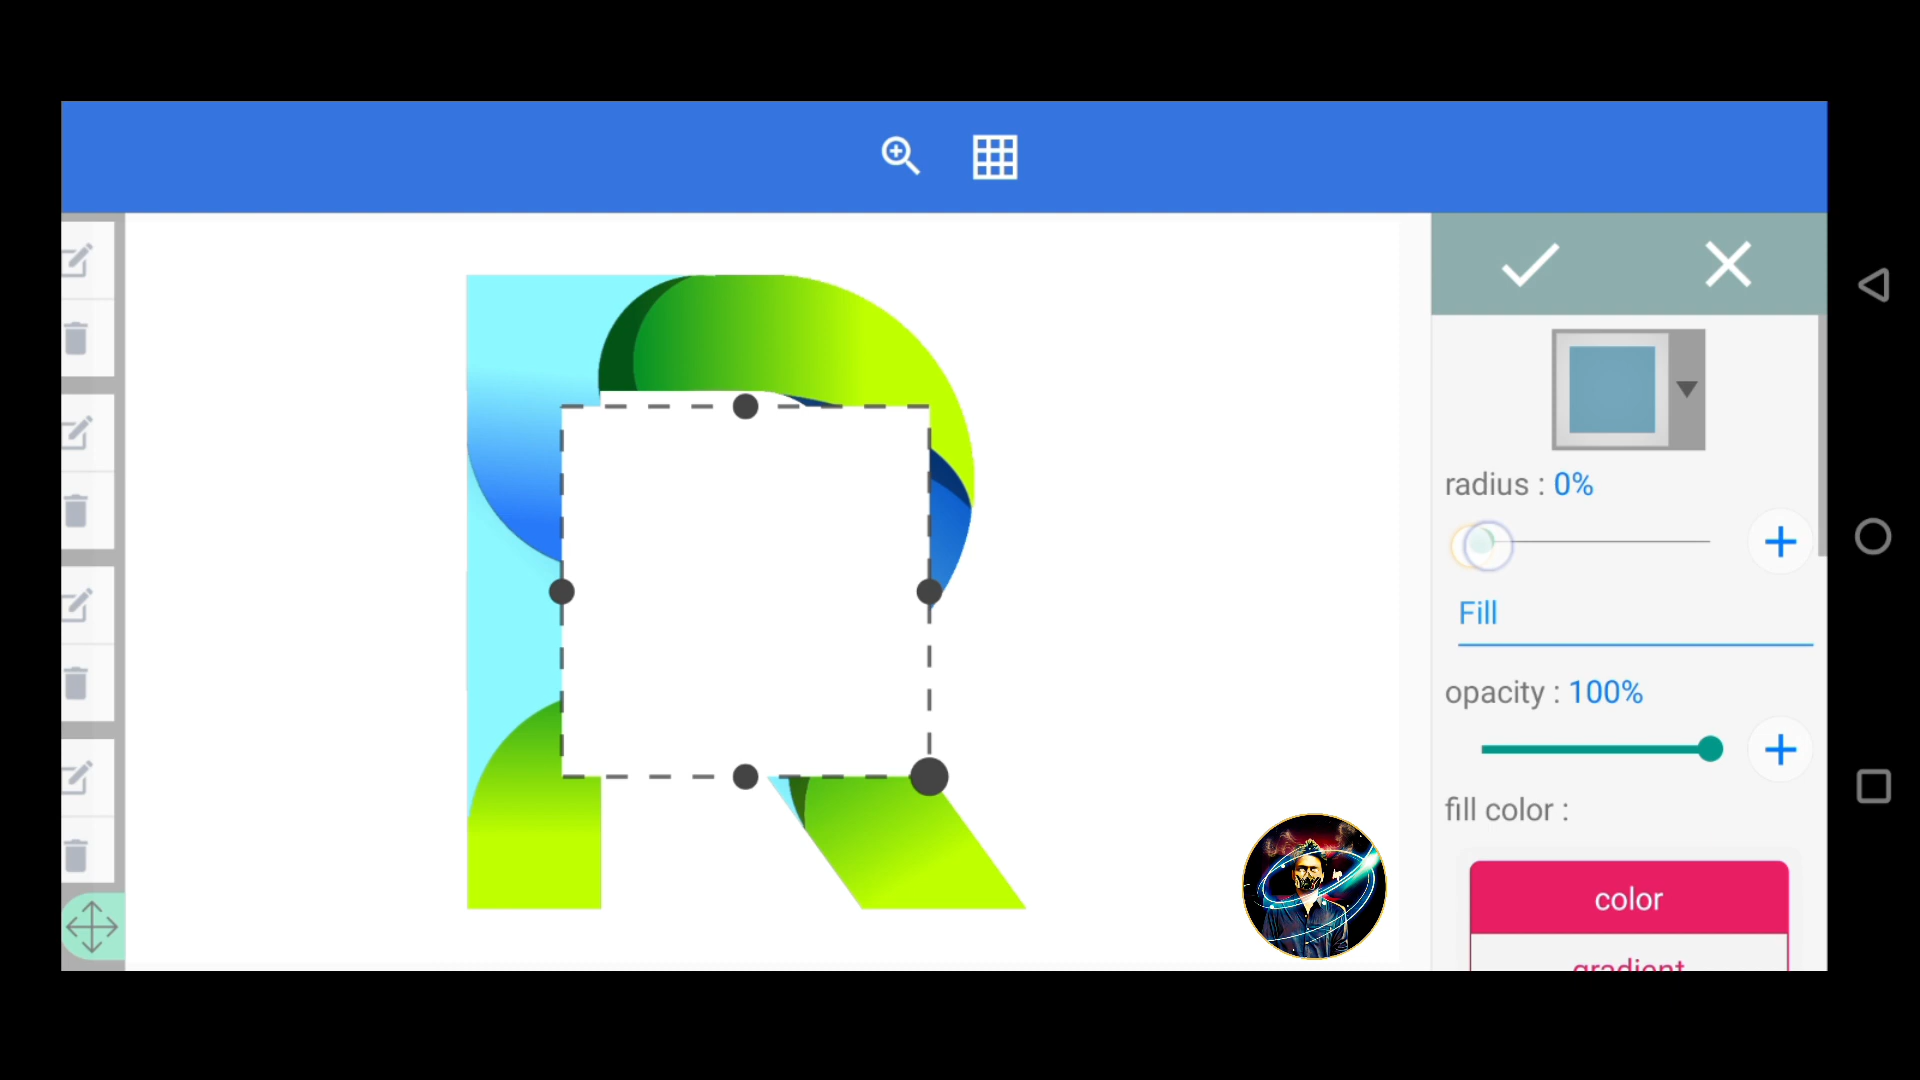 radius : 0%
Fill
opacity : 100%
fill color :
color
gradient